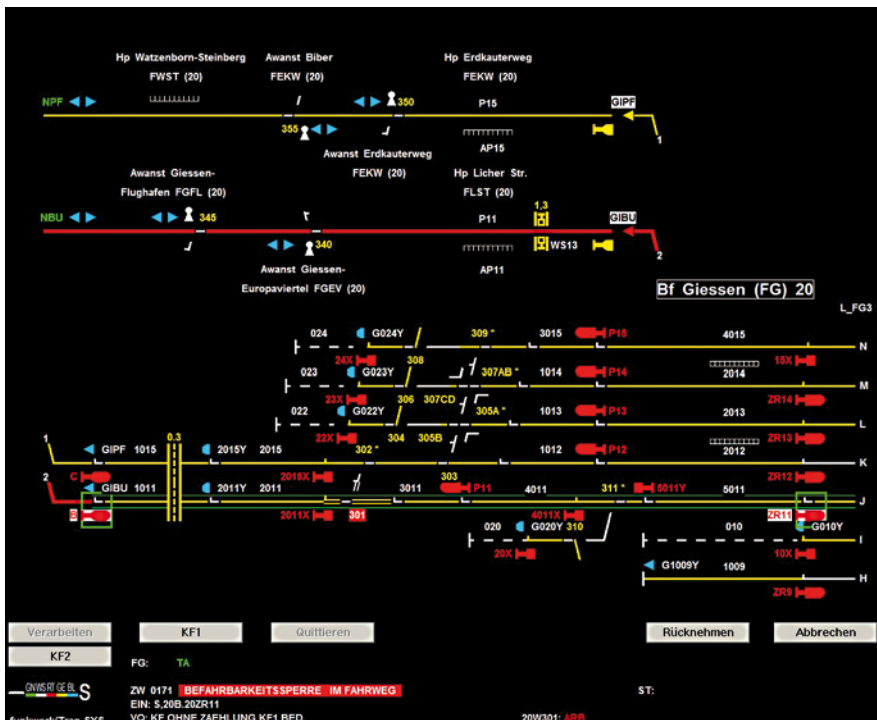 Hp Watzenborn-Steinberg Awanst Biber Hp Erdkauterweg
FWST (20) FEKW (20) FEKW (20)
NPF 350 P15 GIPF
355 AP15 1
Awanst Erdkauterweg
FEKW (20)
Awanst Giessen- Hp Licher Str.
Flughafen FGFL (20) FLST (20)
1,3
NBU 345 P11 GIBU
340 WS13 2
AP11
Awanst Giessen-
Europaviertel FGEV (20)
Bf Giessen (FG) 20
L_FG3
024 G024Y 309 * 3015 P15 4015
N
24X 308 15X
023 G023Y 307AB * 1014 P14 2014
M
23X 306 307CD ZR14
022 G022Y 305A * 1013 P13 2013
L
22X 304 305B ZR13
1 GIPF 1015 0.3 2015Y 2015 302 * 1012 P12 2012
K
C 2015X 303 ZR12
2 GIBU 1011 2011Y 2011 3011 P11 4011 311 * 5011Y 5011
J
B 2011X 301 4011X ZR11
020 G020Y 310 010 G010Y
I
20X 10X
G1009Y 1009
H
ZR9
Verarbeiten KF1 Quittieren Rücknehmen Abbrechen
KF2
FG: TA
GNWSRT GE BL S
ZW 0171 BEFAHRBARKEITSSPERRE IM FAHRWEG ST:
EIN: S,20B.20ZR11
VO: KF OHNE ZAEHLUNG KF1 BED 20W301: